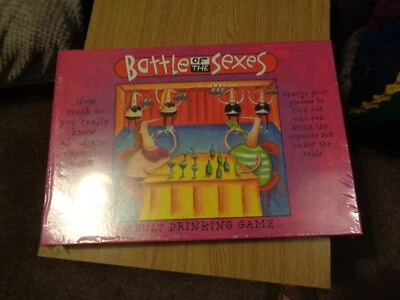 Battle OF THE Sexes
How
much do
you really
know
Charge your
glasses to
find out
who can
drink the
opposite sex
under the
table
ADULT DRINKING GAME